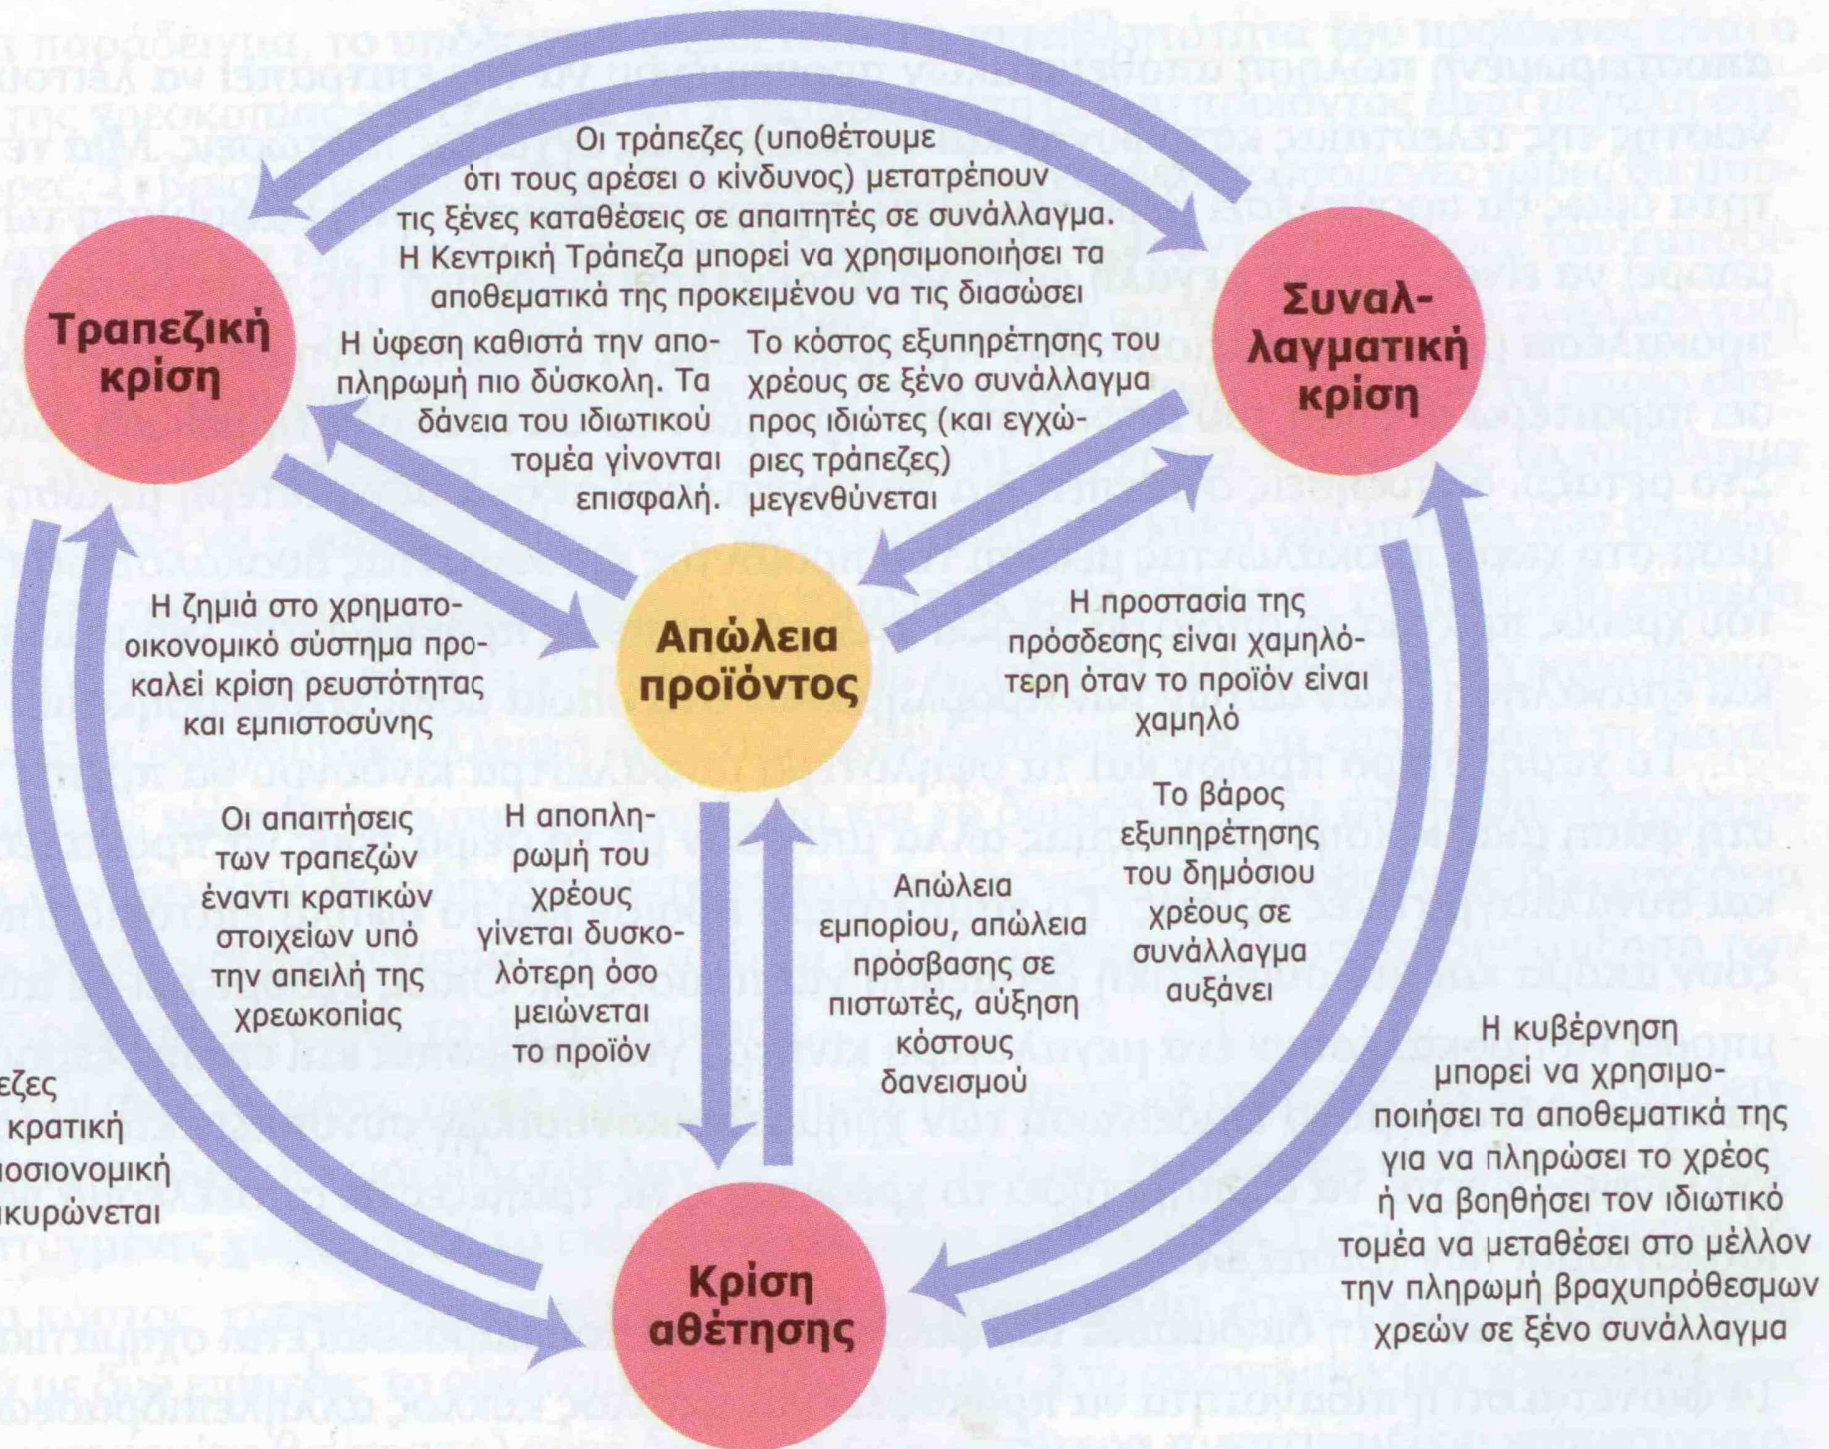 Οι τράπεζες (υποθέτουμε
ότι τους αρέσει ο κίνδυνος) μετατρέπουν
τις ξένες καταθέσεις σε απαιτητές σε συνάλλαγμα.
Η Κεντρική Τράπεζα μπορεί να χρησιμοποιήσει τα
αποθεματικά της προκειμένου να τις διασώσει
Τραπεζική
κρίση
Συναλ-
λαγματική
κρίση
Η ύφεση καθιστά την απο-
πληρωμή πιο δύσκολη. Τα
δάνεια του ιδιωτικού
τομέα γίνονται
επισφαλή.
Το κόστος εξυπηρέτησης του
χρέους σε ξένο συνάλλαγμα
προς ιδιώτες (και εγχώ-
ριες τράπεζες)
μεγενθύνεται
Η ζημιά στο χρηματο-
οικονομικό σύστημα προ-
καλεί κρίση ρευστότητας
και εμπιστοσύνης
Απώλεια
προϊόντος
Η προστασία της
πρόσδεσης είναι χαμηλό-
τερη όταν το προϊόν είναι
χαμηλό
Οι απαιτήσεις
των τραπεζών
έναντι κρατικών
στοιχείων υπό
την απειλή της
χρεωκοπίας
Η αποπλη-
ρωμή του
χρέους
γίνεται δυσκο-
λότερη όσο
μειώνεται
το προϊόν
Απώλεια
εμπορίου, απώλεια
πρόσβασης σε
πιστωτές, αύξηση
κόστους
δανεισμού
Το βάρος
εξυπηρέτησης
του δημόσιου
χρέους σε
συνάλλαγμα
αυξάνει
εζες
κρατική
μοσιονομική
ακυρώνεται
Η κυβέρνηση
μπορεί να χρησιμο-
ποιήσει τα αποθεματικά της
για να πληρώσει το χρέος
ή να βοηθήσει τον ιδιωτικό
τομέα να μεταθέσει στο μέλλον
την πληρωμή βραχυπρόθεσμων
χρεών σε ξένο συνάλλαγμα
Κρίση
αθέτησης